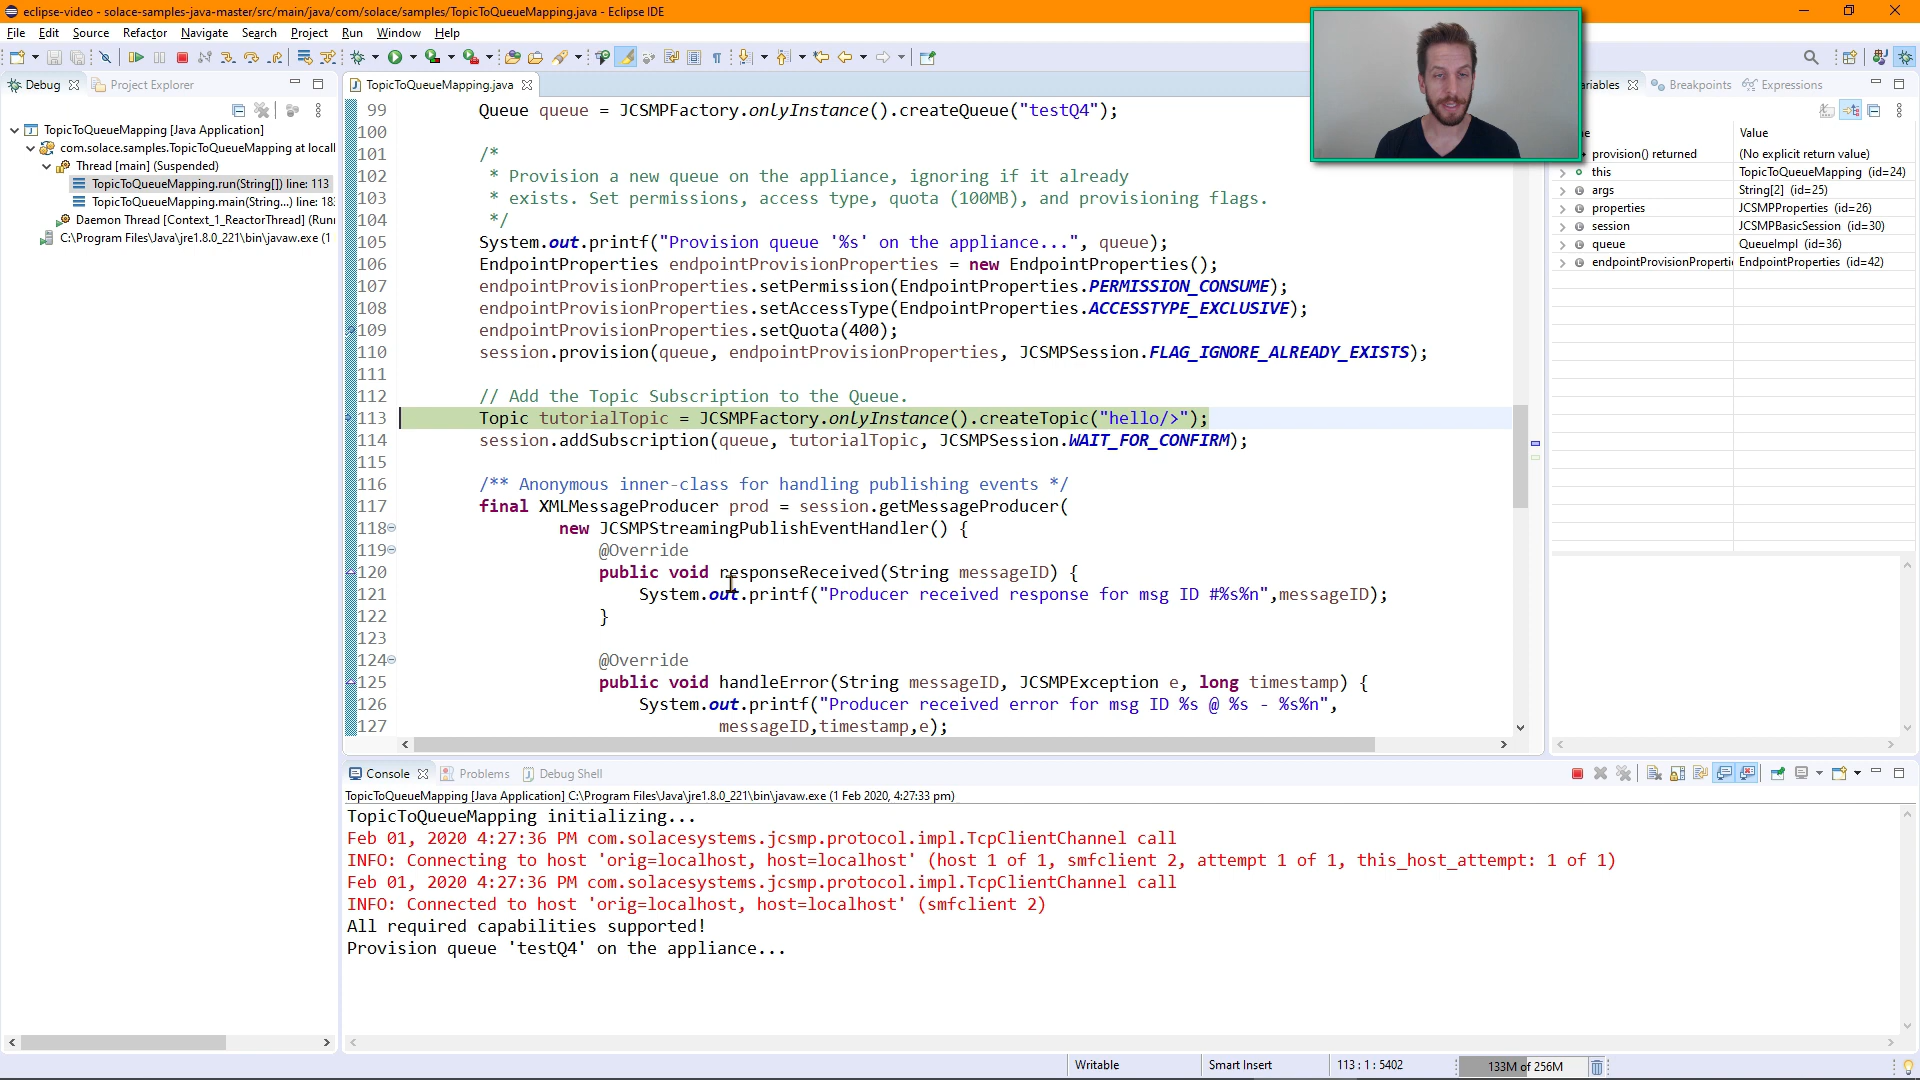 eclipse-video - solace-samples-java-master/src/main/java/com/solace/samples/TopicToQueueMapping.java - Eclipse IDE
File Edit Source Refactor Navigate Search Project Run Window Help
Debug Project Explorer
TopicToQueueMapping.java
ariables Breakpoints Expressions
TopicToQueueMapping [Java Application]
com.solace.samples.TopicToQueueMapping at locall
Thread [main] (Suspended)
TopicToQueueMapping.run(String[]) line: 113
TopicToQueueMapping.main(String...) line: 18
Daemon Thread [Context_1_ReactorThread] (Runn
C:\Program Files\Java\jre1.8.0_221\bin\javaw.exe (1
99 Queue queue = JCSMPFactory.onlyInstance().createQueue("testQ4");
100
101 /*
102 * Provision a new queue on the appliance, ignoring if it already
103 * exists. Set permissions, access type, quota (100MB), and provisioning flags.
104 */
105 System.out.printf("Provision queue '%s' on the appliance...", queue);
106 EndpointProperties endpointProvisionProperties = new EndpointProperties();
107 endpointProvisionProperties.setPermission(EndpointProperties.PERMISSION_CONSUME);
108 endpointProvisionProperties.setAccessType(EndpointProperties.ACCESSTYPE_EXCLUSIVE);
109 endpointProvisionProperties.setQuota(400);
110 session.provision(queue, endpointProvisionProperties, JCSMPSession.FLAG_IGNORE_ALREADY_EXISTS);
111
112 // Add the Topic Subscription to the Queue.
113 Topic tutorialTopic = JCSMPFactory.onlyInstance().createTopic("hello/>");
114 session.addSubscription(queue, tutorialTopic, JCSMPSession.WAIT_FOR_CONFIRM);
115
116 /** Anonymous inner-class for handling publishing events */
117 final XMLMessageProducer prod = session.getMessageProducer(
118 new JCSMPStreamingPublishEventHandler() {
119 @Override
120 public void responseReceived(String messageID) {
121 System.out.printf("Producer received response for msg ID #%s%n",messageID);
122 }
123
124 @Override
125 public void handleError(String messageID, JCSMPException e, long timestamp) {
126 System.out.printf("Producer received error for msg ID %s @ %s - %s%n",
127 messageID,timestamp,e);
ne Value
provision() returned (No explicit return value)
this TopicToQueueMapping (id=24)
args String[2] (id=25)
properties JCSMPProperties (id=26)
session JCSMPBasicSession (id=30)
queue QueueImpl (id=36)
endpointProvisionProperti EndpointProperties (id=42)
Console Problems Debug Shell
TopicToQueueMapping [Java Application] C:\Program Files\Java\jre1.8.0_221\bin\javaw.exe (1 Feb 2020, 4:27:33 pm)
TopicToQueueMapping initializing...
Feb 01, 2020 4:27:36 PM com.solacesystems.jcsmp.protocol.impl.TcpClientChannel call
INFO: Connecting to host 'orig=localhost, host=localhost' (host 1 of 1, smfclient 2, attempt 1 of 1, this_host_attempt: 1 of 1)
Feb 01, 2020 4:27:36 PM com.solacesystems.jcsmp.protocol.impl.TcpClientChannel call
INFO: Connected to host 'orig=localhost, host=localhost' (smfclient 2)
All required capabilities supported!
Provision queue 'testQ4' on the appliance...
Writable Smart Insert 113 : 1 : 5402 133M of 256M